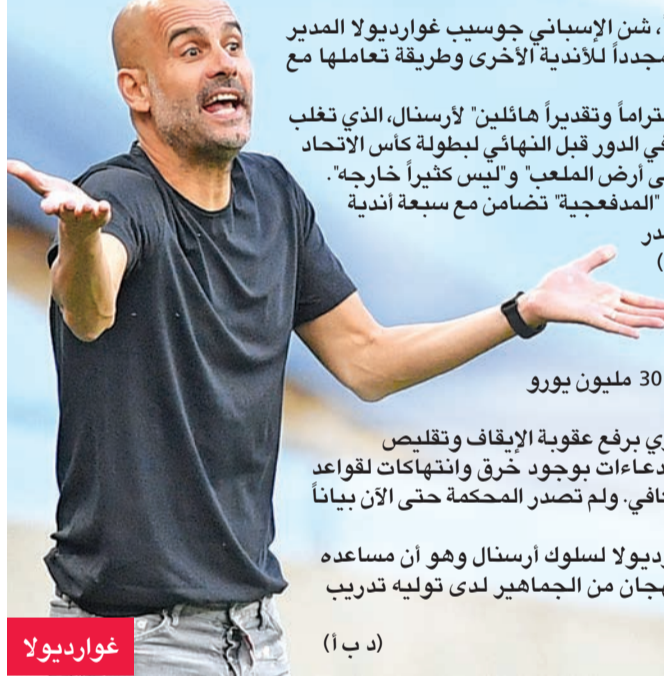 ، شن الإسباني جوسيب غوارديولا المدير
مجدداً للأندية الأخرى وطريقة تعاملها مع
تراماً وتقديراً هائلين" لأرسنال، الذي تغلب
في الدور قبل النهائي لبطولة كأس الاتحاد
ى أرض الملعب" و"ليس كثيراً خارجه".
"المدفعجية" تضامن مع سبعة أندية
در
)
30 مليون يورو
ي برفع عقوبة الإيقاف وتقليص
دعاءات بوجود خرق وانتهاكات لقواعد
افي. ولم تصدر المحكمة حتى الآن بياناً
رديولا لسلوك أرسنال وهو أن مساعده
هجان من الجماهير لدى توليه تدريب
(د ب أ)
غوارديولا